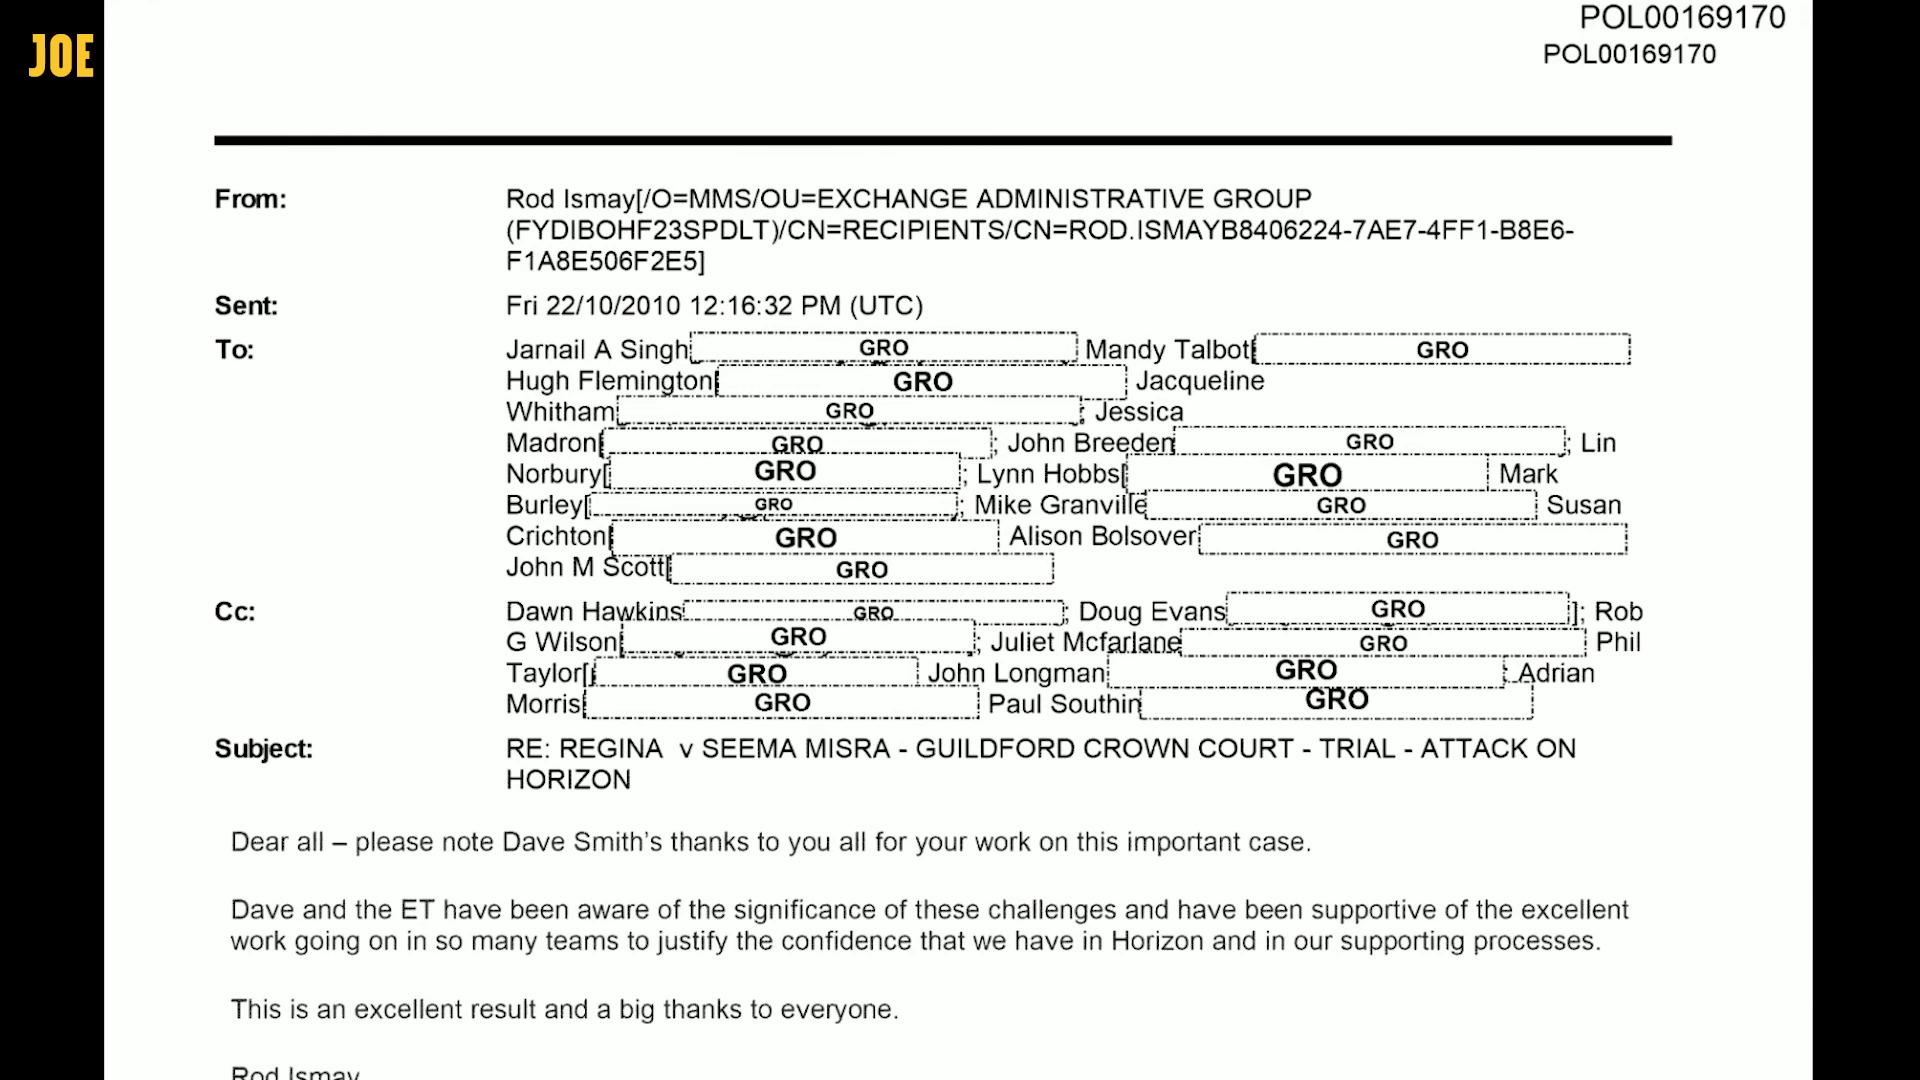 JOE
POL00169170
POL00169170
From: Rod Ismay[/O=MMS/OU=EXCHANGE ADMINISTRATIVE GROUP
(FYDIBOHF23SPDLT)/CN=RECIPIENTS/CN=ROD.ISMAYB8406224-7AE7-4FF1-B8E6-
F1A8E506F2E5]
Sent: Fri 22/10/2010 12:16:32 PM (UTC)
To: Jarnail A Singh[ GRO Mandy Talbot[ GRO
Hugh Flemington[ GRO Jacqueline
Whitham[ GRO ; Jessica
Madron[ GRO ; John Breeden[ GRO ; Lin
Norbury[ GRO ; Lynn Hobbs[ GRO Mark
Burley[ GRO ; Mike Granville[ GRO Susan
Crichton[ GRO Alison Bolsover[ GRO
John M Scott[ GRO
Cc: Dawn Hawkins[ GRO ; Doug Evans[ GRO ]; Rob
G Wilson[ GRO ; Juliet Mcfarlane[ GRO Phil
Taylor[ GRO John Longman[ GRO ; Adrian
Morris[ GRO Paul Southin[ GRO
Subject: RE: REGINA v SEEMA MISRA - GUILDFORD CROWN COURT - TRIAL - ATTACK ON
HORIZON
Dear all – please note Dave Smith's thanks to you all for your work on this important case.
Dave and the ET have been aware of the significance of these challenges and have been supportive of the excellent
work going on in so many teams to justify the confidence that we have in Horizon and in our supporting processes.
This is an excellent result and a big thanks to everyone.
Rod Ismay